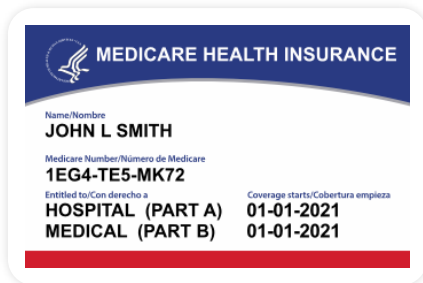 MEDICARE HEALTH INSURANCE
Name/Nombre
JOHN L SMITH
Medicare Number/Número de Medicare
1EG4-TE5-MK72
Entitled to/Con derecho a Coverage starts/Cobertura empieza
HOSPITAL (PART A) 01-01-2021
MEDICAL (PART B) 01-01-2021